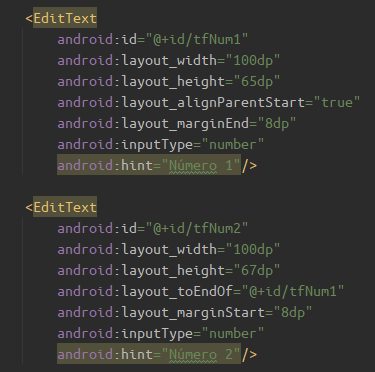 <EditText
android:id="@+id/tfNum1"
android:layout_width="100dp"
android:layout_height="65dp"
android:layout_alignParentStart="true"
android:layout_marginEnd="8dp"
android:inputType="number"
android:hint="Número 1"/>
<EditText
android:id="@+id/tfNum2"
android:layout_width="100dp"
android:layout_height="67dp"
android:layout_toEndOf="@+id/tfNum1"
android:layout_marginStart="8dp"
android:inputType="number"
android:hint="Número 2"/>